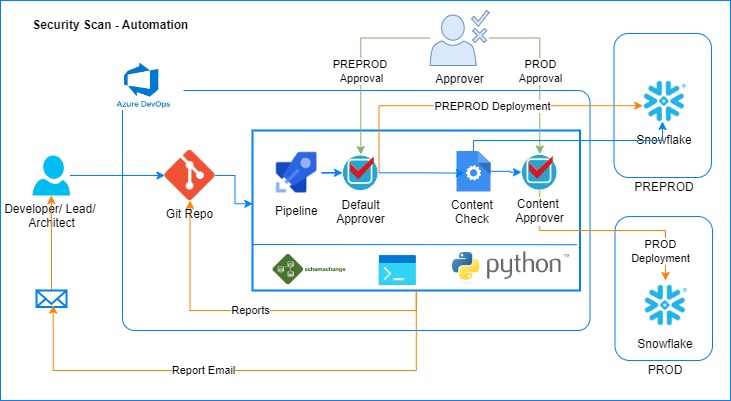 Security Scan - Automation
PREPROD
Approval
Approver
PROD
Approval
Azure DevOps
PREPROD Deployment
Snowflake
PREPROD
Developer/ Lead/
Architect
Git Repo
Pipeline
Default
Approver
Content
Check
Content
Approver
PROD
Deployment
schemachange
python™
Snowflake
PROD
Reports
Report Email